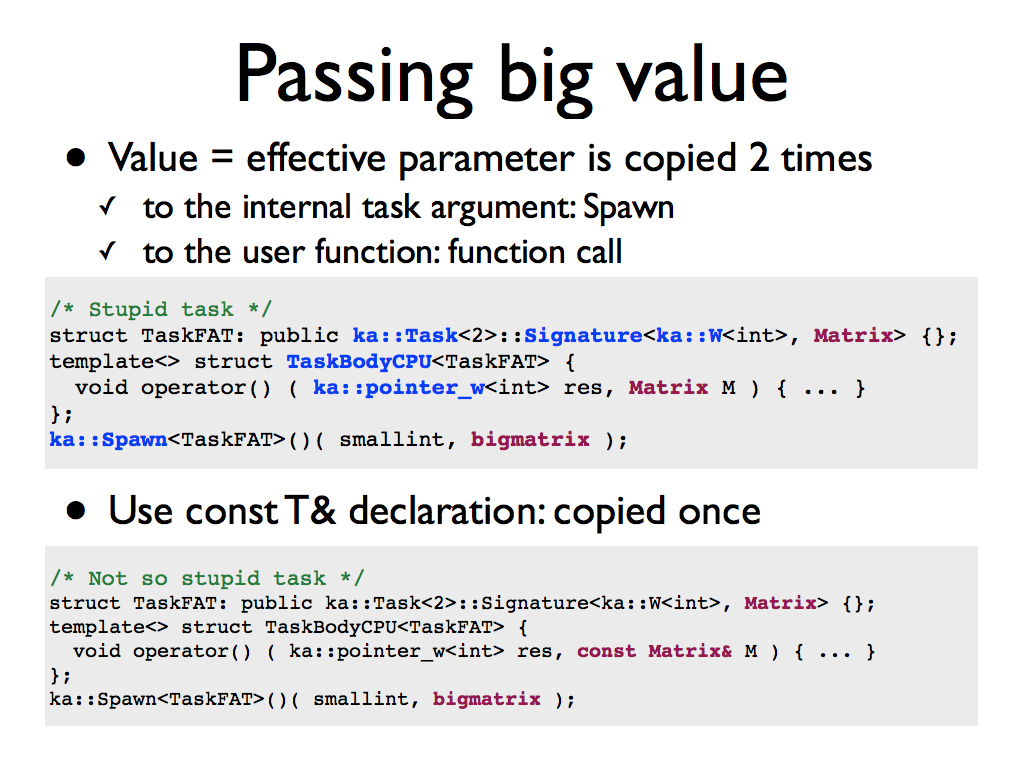 Passing big value
• Value = effective parameter is copied 2 times
✓ to the internal task argument: Spawn
✓ to the user function: function call
/* Stupid task */
struct TaskFAT: public ka::Task<2>::Signature<ka::W<int>, Matrix> {};
template<> struct TaskBodyCPU<TaskFAT> {
  void operator() ( ka::pointer_w<int> res, Matrix M ) { ... }
};
ka::Spawn<TaskFAT>()( smallint, bigmatrix );
• Use const T& declaration: copied once
/* Not so stupid task */
struct TaskFAT: public ka::Task<2>::Signature<ka::W<int>, Matrix> {};
template<> struct TaskBodyCPU<TaskFAT> {
  void operator() ( ka::pointer_w<int> res, const Matrix& M ) { ... }
};
ka::Spawn<TaskFAT>()( smallint, bigmatrix );